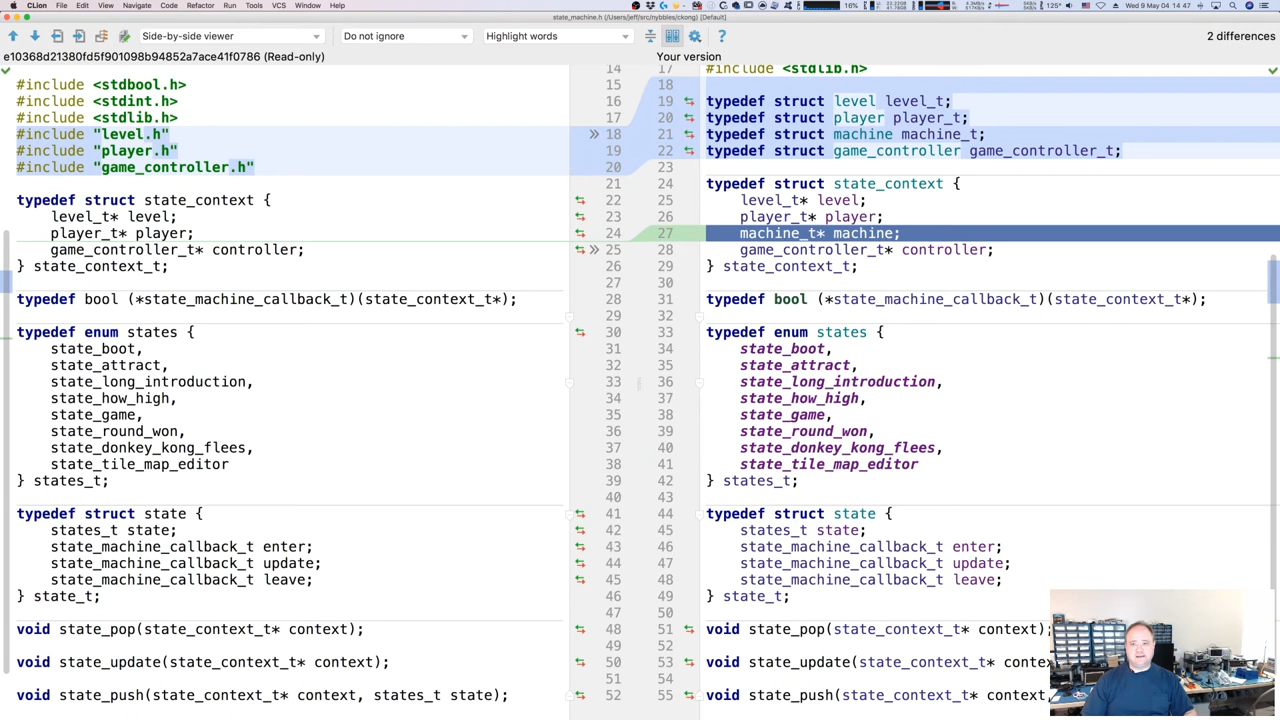 CLion File Edit View Navigate Code Refactor Run Tools VCS Window Help 16% 125° Wed 9 May 04 14:47
state_machine.h (/Users/jeff/src/nybbles/ckong) [Default]
Side-by-side viewer Do not ignore Highlight words ? 2 differences
e10368d21380fd5f901098b94852a7ace41f0786 (Read-only) Your version
#include <stdbool.h>
#include <stdint.h>
#include <stdlib.h>
#include "level.h"
#include "player.h"
#include "game_controller.h"
typedef struct state_context {
level_t* level;
player_t* player;
game_controller_t* controller;
} state_context_t;
typedef bool (*state_machine_callback_t)(state_context_t*);
typedef enum states {
state_boot,
state_attract,
state_long_introduction,
state_how_high,
state_game,
state_round_won,
state_donkey_kong_flees,
state_tile_map_editor
} states_t;
typedef struct state {
states_t state;
state_machine_callback_t enter;
state_machine_callback_t update;
state_machine_callback_t leave;
} state_t;
void state_pop(state_context_t* context);
void state_update(state_context_t* context);
void state_push(state_context_t* context, states_t state);
14 17 #include <stdlib.h>
15 18
16 19 typedef struct level level_t;
17 20 typedef struct player player_t;
18 21 typedef struct machine machine_t;
19 22 typedef struct game_controller game_controller_t;
20 23
21 24 typedef struct state_context {
22 25 level_t* level;
23 26 player_t* player;
24 27 machine_t* machine;
25 28 game_controller_t* controller;
26 29 } state_context_t;
27 30
28 31 typedef bool (*state_machine_callback_t)(state_context_t*);
29 32
30 33 typedef enum states {
31 34 state_boot,
32 35 state_attract,
33 36 state_long_introduction,
34 37 state_how_high,
35 38 state_game,
36 39 state_round_won,
37 40 state_donkey_kong_flees,
38 41 state_tile_map_editor
39 42 } states_t;
40 43
41 44 typedef struct state {
42 45 states_t state;
43 46 state_machine_callback_t enter;
44 47 state_machine_callback_t update;
45 48 state_machine_callback_t leave;
46 49 } state_t;
47 50
48 51 void state_pop(state_context_t* context);
49 52
50 53 void state_update(state_context_t* conte
51 54
52 55 void state_push(state_context_t* context